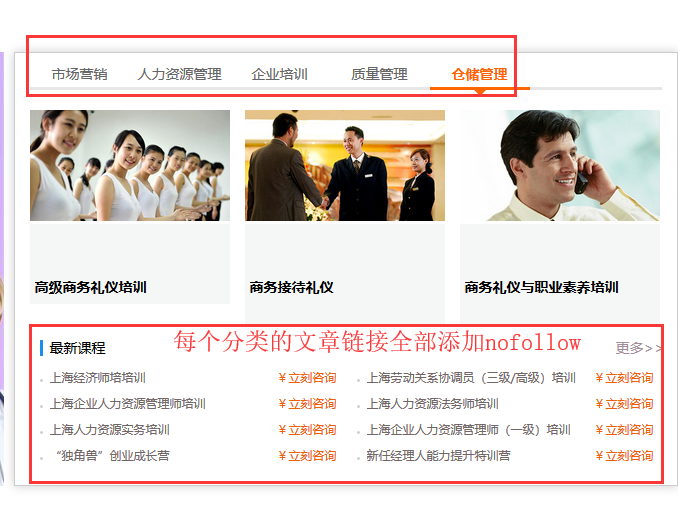 市场营销 人力资源管理 企业培训 质量管理 仓储管理
高级商务礼仪培训 商务接待礼仪 商务礼仪与职业素养培训
最新课程 每个分类的文章链接全部添加nofollow 更多>>
上海经济师培培训 ¥立刻咨询 上海劳动关系协调员（三级/高级）培训 ¥立刻咨询
上海企业人力资源管理师培训 ¥立刻咨询 上海人力资源法务师培训 ¥立刻咨询
上海人力资源实务培训 ¥立刻咨询 上海企业人力资源管理师（一级）培训 ¥立刻咨询
“独角兽”创业成长营 ¥立刻咨询 新任经理人能力提升特训营 ¥立刻咨询